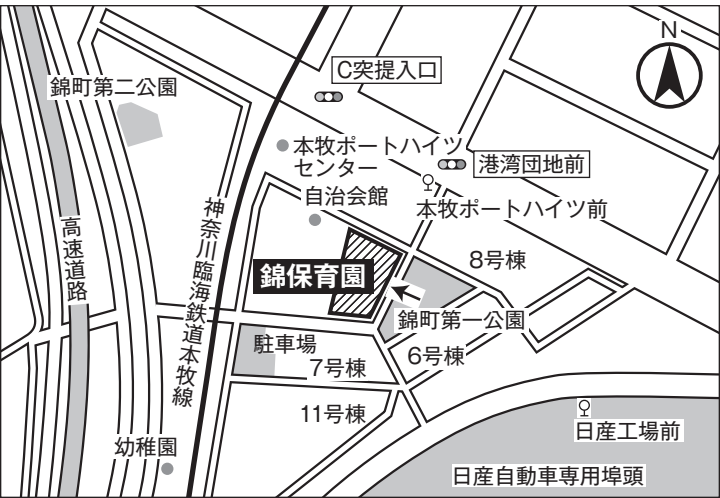 N
C突提入口
錦町第二公園
本牧ポートハイツ
センター
港湾団地前
自治会館
本牧ポートハイツ前
神奈川臨海鉄道本牧線
高速道路
8号棟
錦保育園
錦町第一公園
駐車場
7号棟
6号棟
11号棟
幼稚園
日産工場前
日産自動車専用埠頭